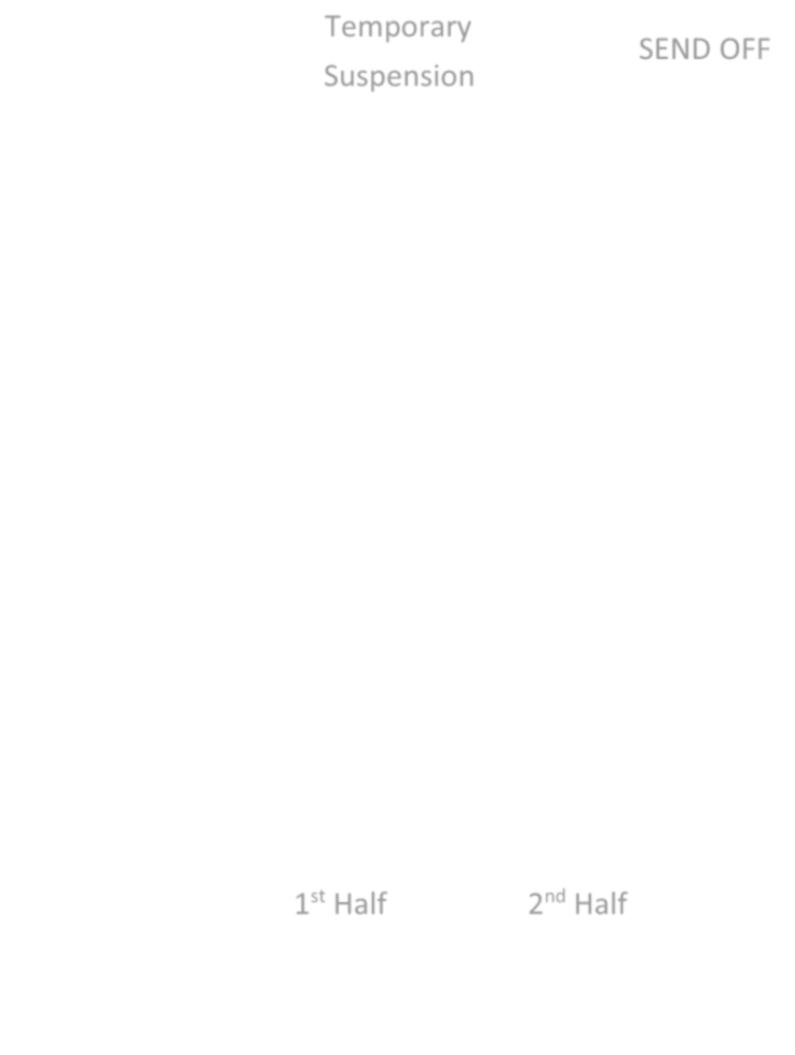 Temporary
Suspension
SEND OFF
1st Half 2nd Half